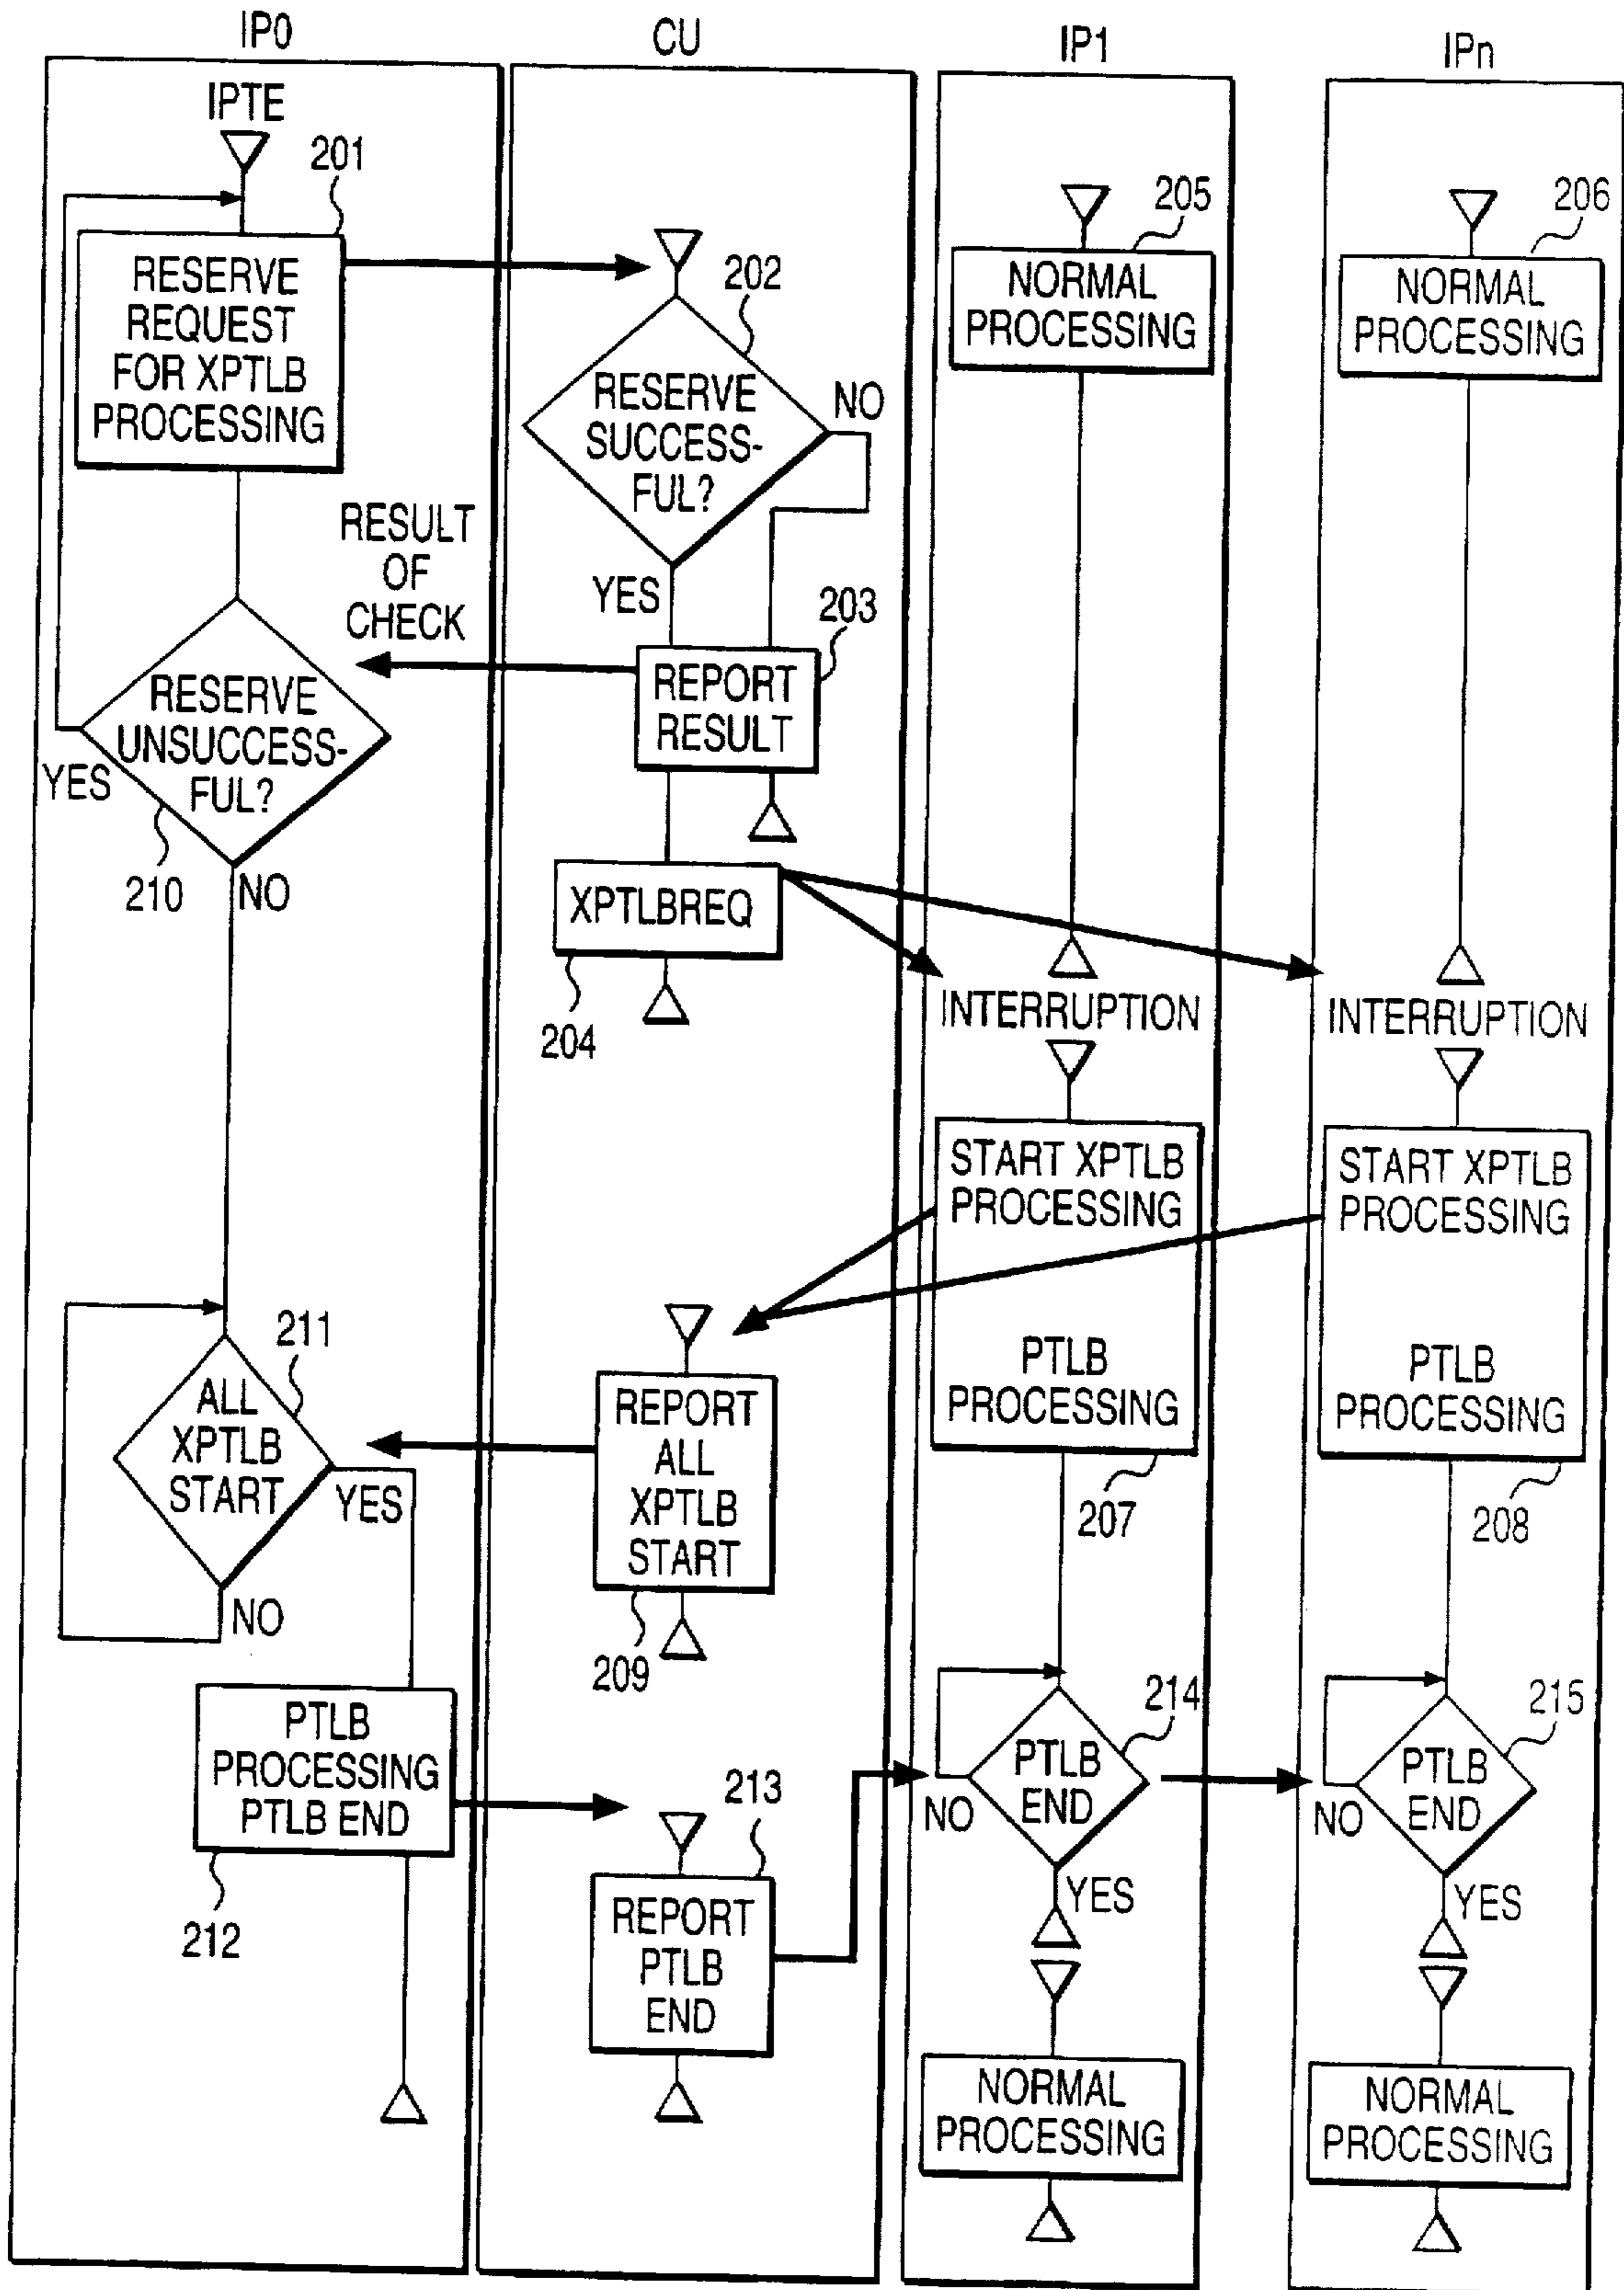 IP0
CU
IP1
IPn
IPTE
201
RESERVE
REQUEST
FOR XPTLB
PROCESSING
202
RESERVE
SUCCESS-
FUL?
NO
YES
205
NORMAL
PROCESSING
206
NORMAL
PROCESSING
RESULT
OF
CHECK
203
REPORT
RESULT
RESERVE
UNSUCCESS-
FUL?
YES
210
NO
XPTLBREQ
204
INTERRUPTION
INTERRUPTION
START XPTLB
PROCESSING
PTLB
PROCESSING
207
START XPTLB
PROCESSING
PTLB
PROCESSING
208
211
ALL
XPTLB
START
YES
NO
REPORT
ALL
XPTLB
START
209
PTLB
PROCESSING
PTLB END
212
213
REPORT
PTLB
END
214
PTLB
END
NO
YES
215
PTLB
END
NO
YES
NORMAL
PROCESSING
NORMAL
PROCESSING